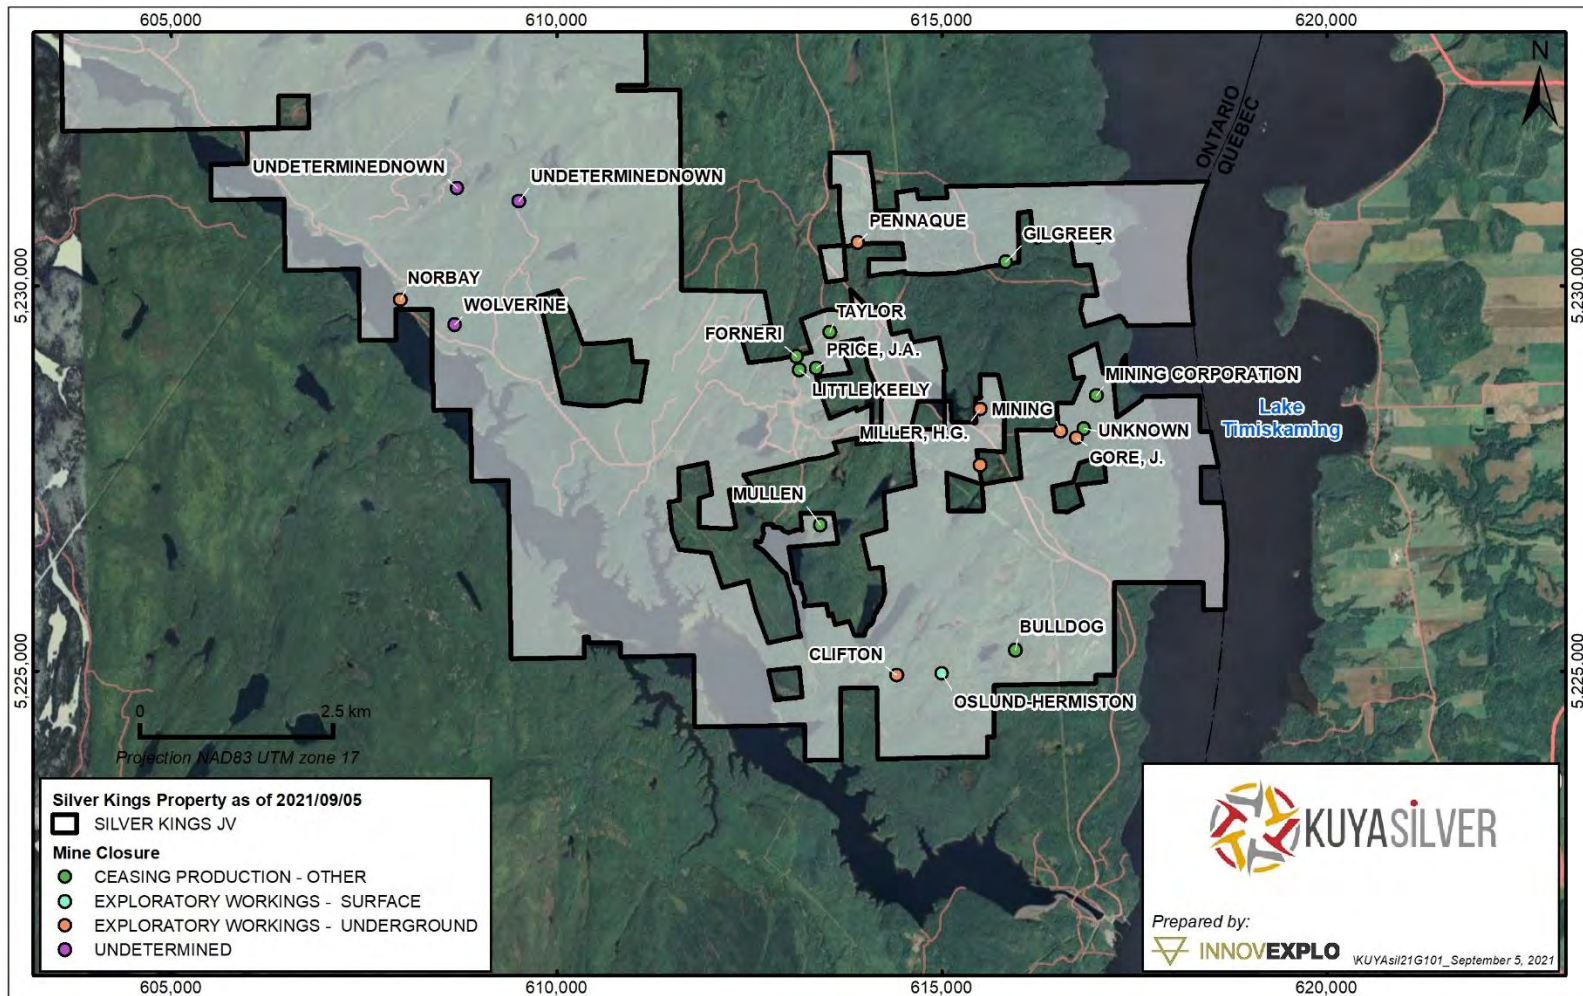 605,000
610,000
615,000
620,000
N
ONTARIO
QUÉBEC
UNDETERMINEDNOWN
UNDETERMINEDNOWN
PENNAQUE
GILGREER
5,230,000
5,230,000
NORBAY
WOLVERINE
TAYLOR
FORNERI
PRICE, J.A.
LITTLE KEELY
MINING CORPORATION
MINING
Lake
Timiskaming
MILLER, H.G.
UNKNOWN
GORE, J.
MULLEN
BULLDOG
CLIFTON
5,225,000
5,225,000
OSLUND-HERMISTON
0
2.5 km
Projection NAD83 UTM zone 17
Silver Kings Property as of 2021/09/05
SILVER KINGS JV
Mine Closure
CEASING PRODUCTION - OTHER
EXPLORATORY WORKINGS - SURFACE
EXPLORATORY WORKINGS - UNDERGROUND
UNDETERMINED
KUYASILVER
Prepared by:
INNOVEXPLO
\KUYAsil21G101_September 5, 2021
605,000
610,000
615,000
620,000